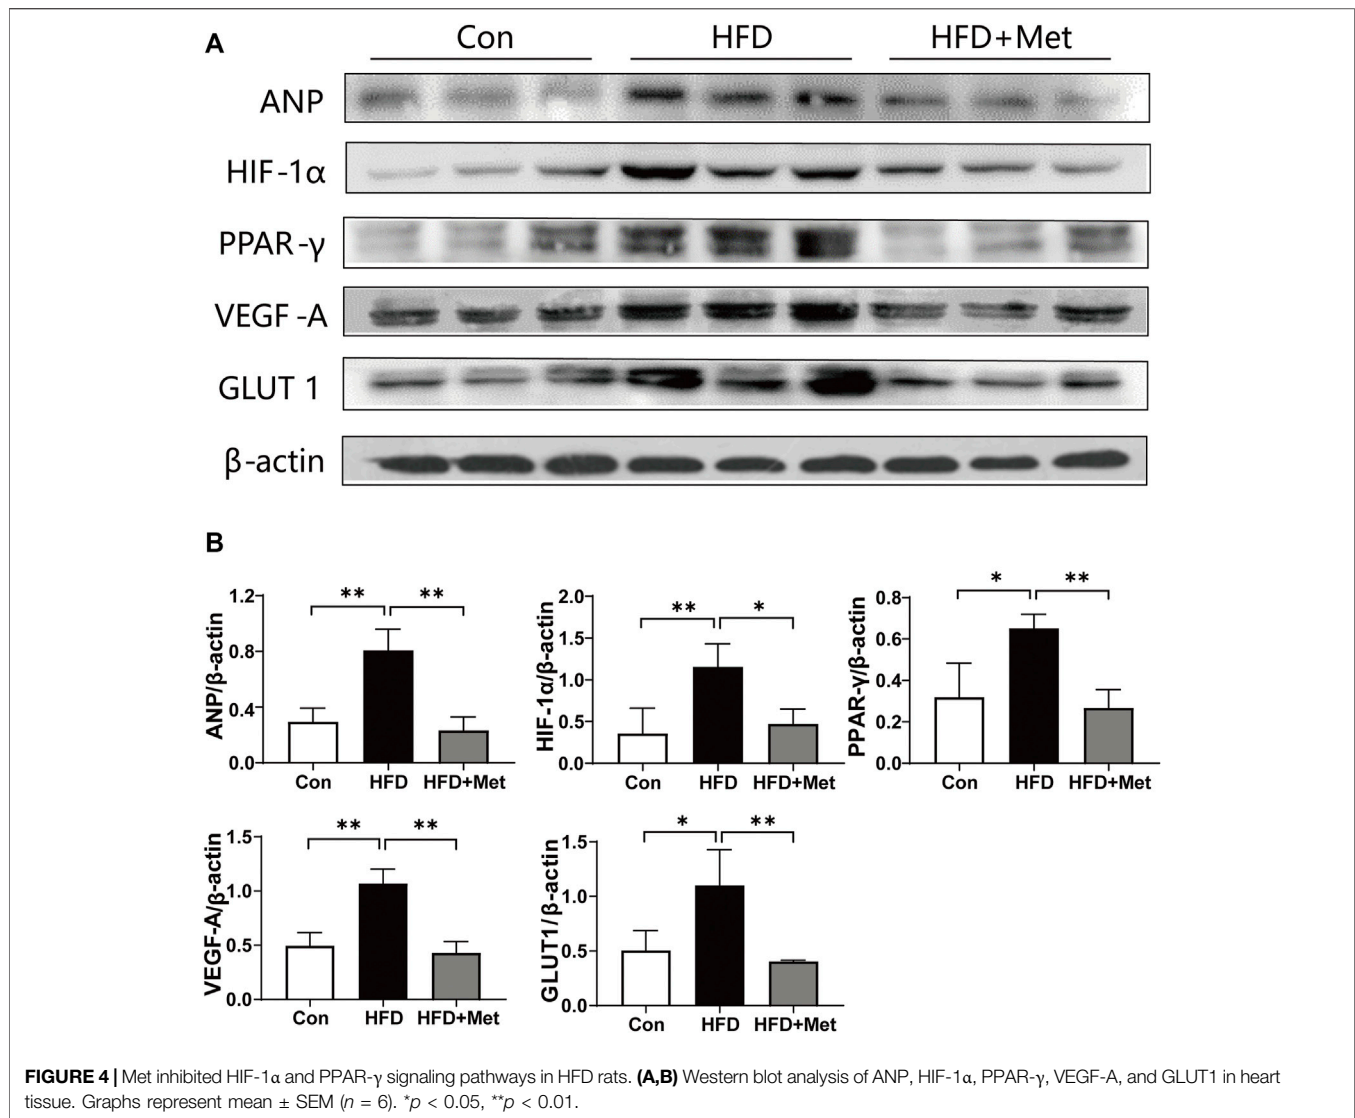 A
Con HFD HFD+Met
ANP
HIF-1α
PPAR-γ
VEGF-A
GLUT 1
β-actin
B
ANP/β-actin
1.2
0.8
0.4
0.0
** **
Con HFD HFD+Met
HIF-1α/β-actin
2.0
1.5
1.0
0.5
0.0
** *
Con HFD HFD+Met
PPAR-γ/β-actin
0.8
0.6
0.4
0.2
0.0
* **
Con HFD HFD+Met
VEGF-A/β-actin
1.5
1.0
0.5
0.0
** **
Con HFD HFD+Met
GLUT1/β-actin
1.5
1.0
0.5
0.0
* **
Con HFD HFD+Met
FIGURE 4 | Met inhibited HIF-1α and PPAR-γ signaling pathways in HFD rats. (A,B) Western blot analysis of ANP, HIF-1α, PPAR-γ, VEGF-A, and GLUT1 in heart
tissue. Graphs represent mean ± SEM (n = 6). *p < 0.05, **p < 0.01.